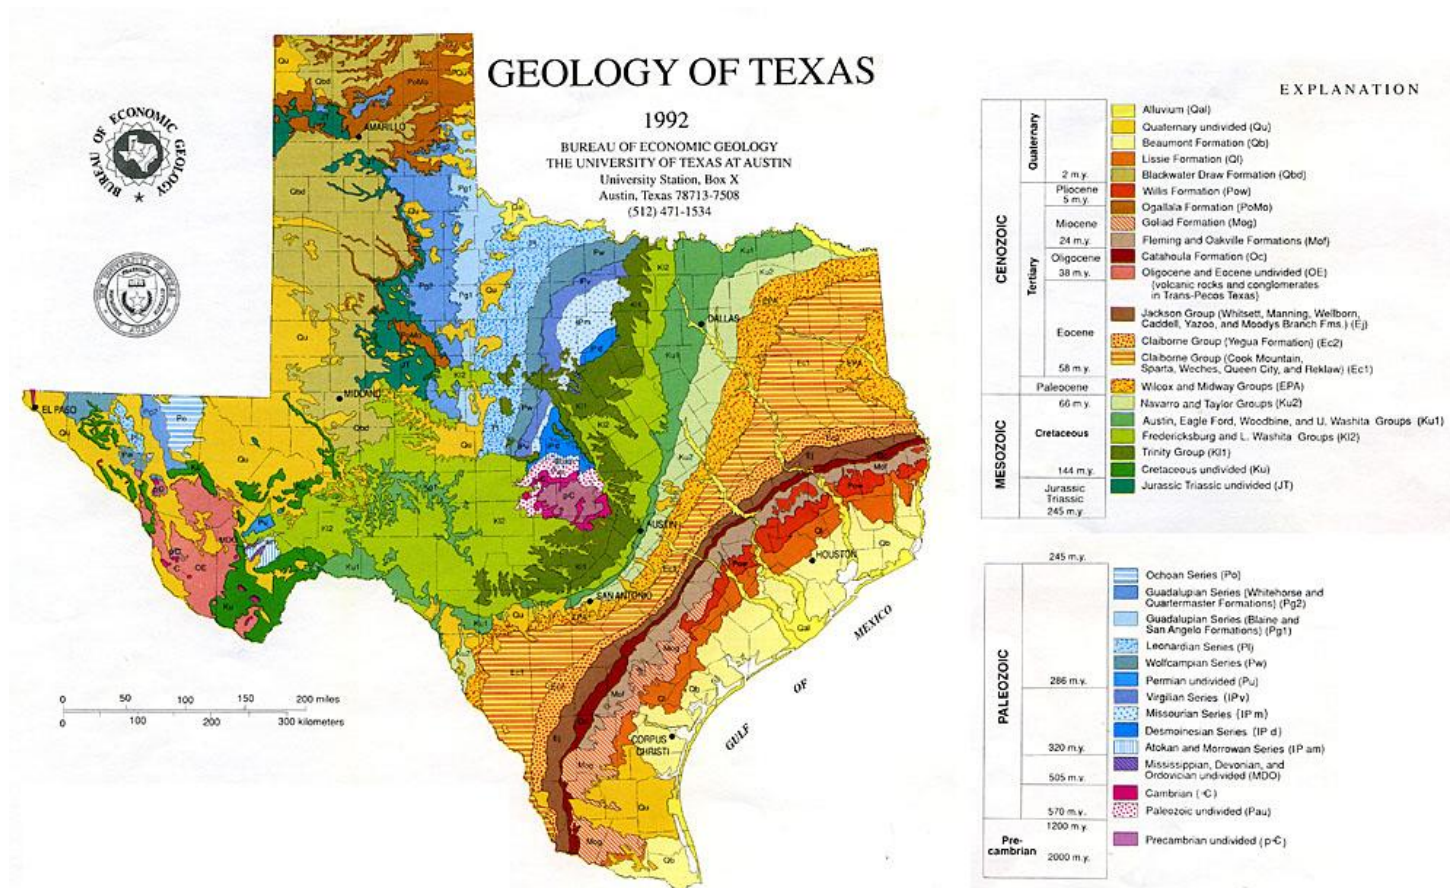 GEOLOGY OF TEXAS
1992
BUREAU OF ECONOMIC GEOLOGY
THE UNIVERSITY OF TEXAS AT AUSTIN
University Station, Box X
Austin, Texas 78713-7508
(512) 471-1534
BUREAU OF ECONOMIC GEOLOGY
AMARILLO
DALLAS
EL PASO
MIDLAND
AUSTIN
HOUSTON
SAN ANTONIO
CORPUS
CHRISTI
GULF OF MEXICO
0 50 100 150 200 miles
0 100 200 300 kilometers
EXPLANATION
CENOZOIC
Quaternary
2 m.y.
Tertiary
Pliocene
5 m.y.
Miocene
24 m.y.
Oligocene
38 m.y.
Eocene
58 m.y.
Paleocene
66 m.y.
MESOZOIC
Cretaceous
144 m.y.
Jurassic
Triassic
245 m.y.
Alluvium (Qal)
Quaternary undivided (Qu)
Beaumont Formation (Qb)
Lissie Formation (Ql)
Blackwater Draw Formation (Qbd)
Willis Formation (Pow)
Ogallala Formation (PoMo)
Goliad Formation (Mog)
Fleming and Oakville Formations (Mof)
Catahoula Formation (Oc)
Oligocene and Eocene undivided (OE)
(volcanic rocks and conglomerates
in Trans-Pecos Texas)
Jackson Group (Whitsett, Manning, Wellborn,
Caddell, Yazoo, and Moodys Branch Fms.) (Ej)
Claiborne Group (Yegua Formation) (Ec2)
Claiborne Group (Cook Mountain,
Sparta, Weches, Queen City, and Reklaw) (Ec1)
Wilcox and Midway Groups (EPA)
Navarro and Taylor Groups (Ku2)
Austin, Eagle Ford, Woodbine, and U. Washita Groups (Ku1)
Fredericksburg and L. Washita Groups (Kl2)
Trinity Group (Kl1)
Cretaceous undivided (Ku)
Jurassic Triassic undivided (JT)
245 m.y.
PALEOZOIC
286 m.y.
320 m.y.
505 m.y.
570 m.y.
Pre-
cambrian
1200 m.y.
2000 m.y.
Ochoan Series (Po)
Guadalupian Series (Whitehorse and
Quartermaster Formations) (Pg2)
Guadalupian Series (Blaine and
San Angelo Formations) (Pg1)
Leonardian Series (Pl)
Wolfcampian Series (Pw)
Permian undivided (Pu)
Virgilian Series (IPv)
Missourian Series (IP m)
Desmoinesian Series (IP d)
Atokan and Morrowan Series (IP am)
Mississippian, Devonian, and
Ordovician undivided (MDO)
Cambrian (-C)
Paleozoic undivided (Pau)
Precambrian undivided (p-C)